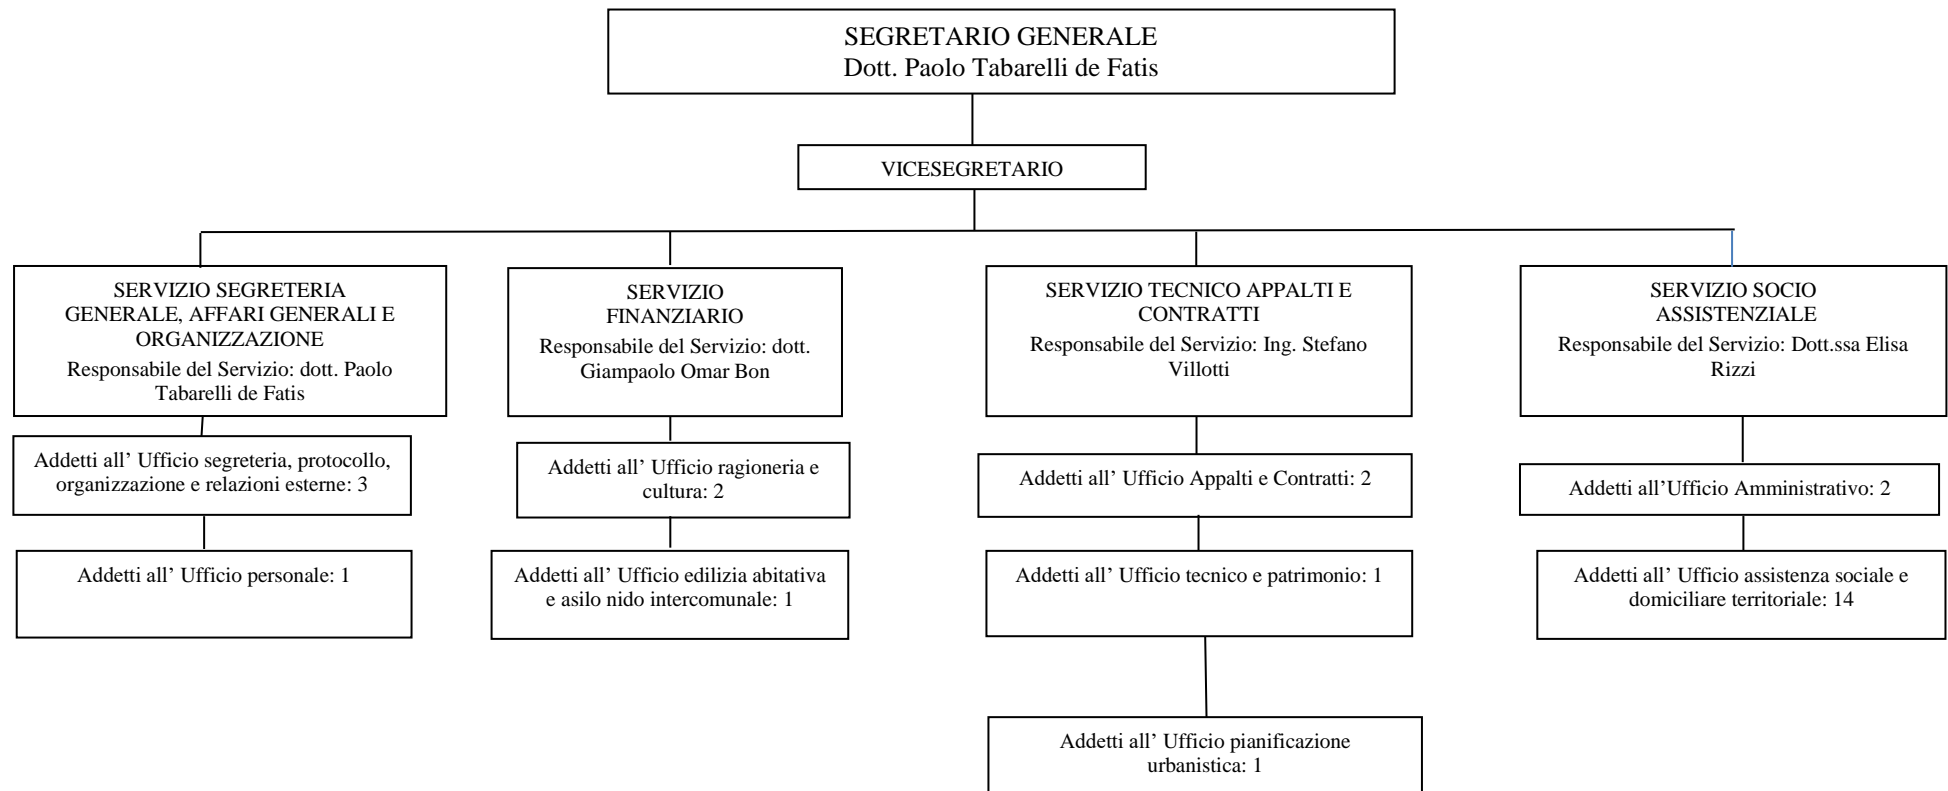 SEGRETARIO GENERALE
Dott. Paolo Tabarelli de Fatis
VICESEGRETARIO
SERVIZIO SEGRETERIA
GENERALE, AFFARI GENERALI E
ORGANIZZAZIONE
Responsabile del Servizio: dott. Paolo
Tabarelli de Fatis
SERVIZIO
FINANZIARIO
Responsabile del Servizio: dott.
Giampaolo Omar Bon
SERVIZIO TECNICO APPALTI E
CONTRATTI
Responsabile del Servizio: Ing. Stefano
Villotti
SERVIZIO SOCIO
ASSISTENZIALE
Responsabile del Servizio: Dott.ssa Elisa
Rizzi
Addetti all’ Ufficio segreteria, protocollo,
organizzazione e relazioni esterne: 3
Addetti all’ Ufficio ragioneria e
cultura: 2
Addetti all’ Ufficio Appalti e Contratti: 2
Addetti all’Ufficio Amministrativo: 2
Addetti all’ Ufficio personale: 1
Addetti all’ Ufficio edilizia abitativa
e asilo nido intercomunale: 1
Addetti all’ Ufficio tecnico e patrimonio: 1
Addetti all’ Ufficio assistenza sociale e
domiciliare territoriale: 14
Addetti all’ Ufficio pianificazione
urbanistica: 1